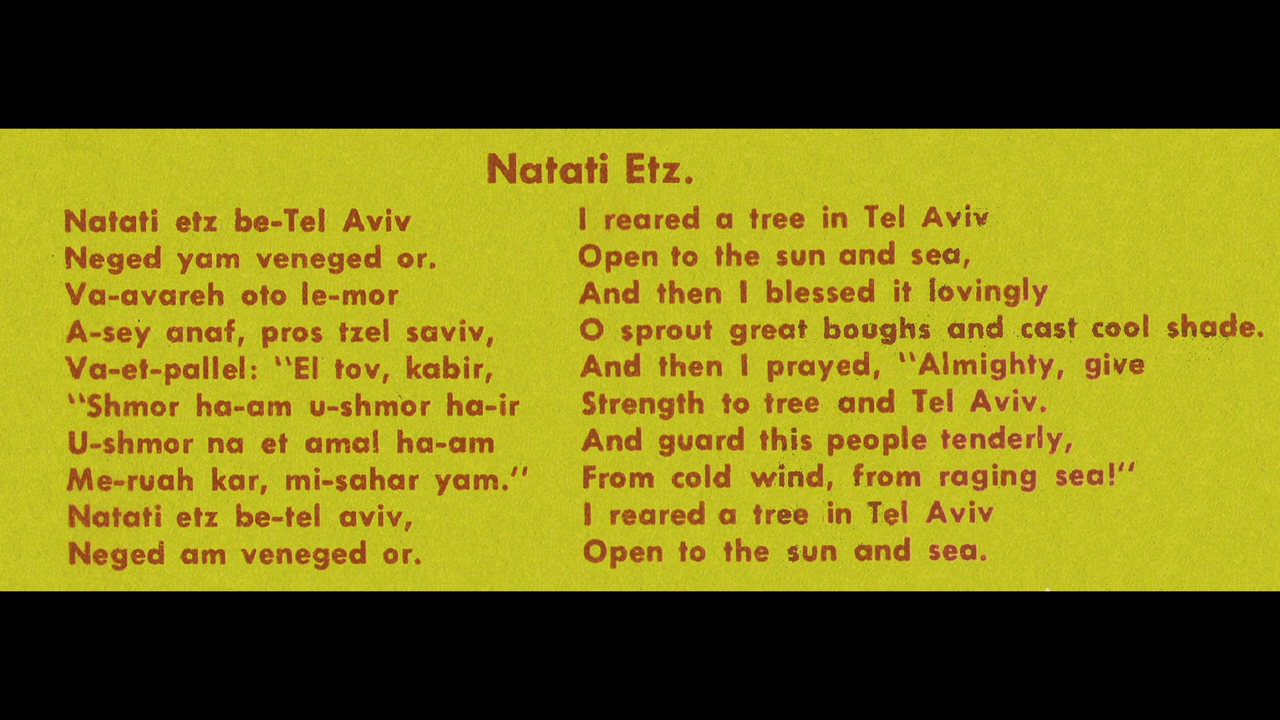 Natati Etz.
Natati etz be-Tel Aviv
Neged yam veneged or.
Va-avareh oto le-mor
A-sey anaf, pros tzel saviv,
Va-et-pallel: "El tov, kabir,
"Shmor ha-am u-shmor ha-ir
U-shmor na et amal ha-am
Me-ruah kar, mi-sahar yam."
Natati etz be-tel aviv,
Neged am veneged or.
I reared a tree in Tel Aviv
Open to the sun and sea,
And then I blessed it lovingly
O sprout great boughs and cast cool shade.
And then I prayed, "Almighty, give
Strength to tree and Tel Aviv.
And guard this people tenderly,
From cold wind, from raging sea!"
I reared a tree in Tel Aviv
Open to the sun and sea.